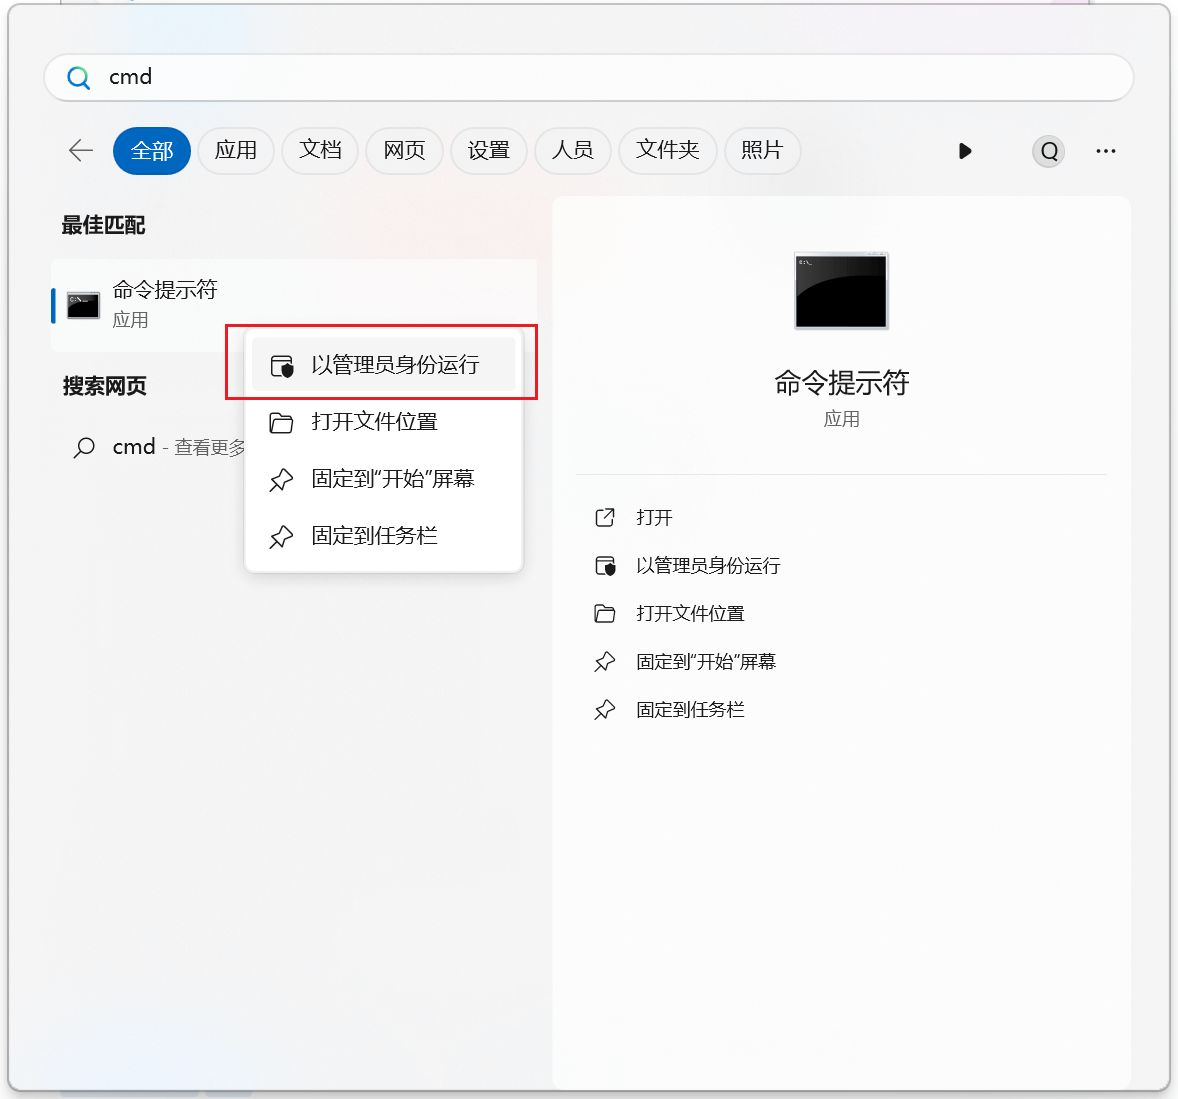 cmd
全部 应用 文档 网页 设置 人员 文件夹 照片 Q
最佳匹配
命令提示符
应用
搜索网页
cmd - 查看更多
以管理员身份运行
打开文件位置
固定到“开始”屏幕
固定到任务栏
命令提示符
应用
打开
以管理员身份运行
打开文件位置
固定到“开始”屏幕
固定到任务栏